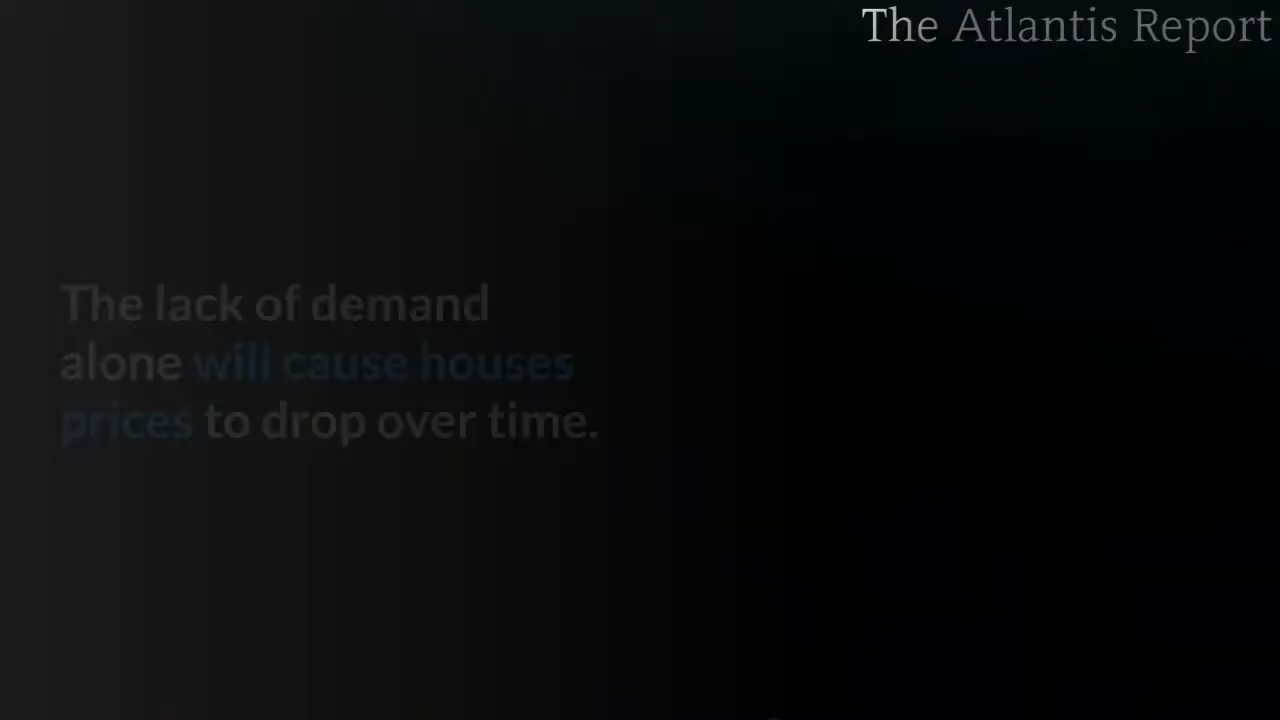 The Atlantis Report
The lack of demand
alone will cause houses
prices to drop over time.